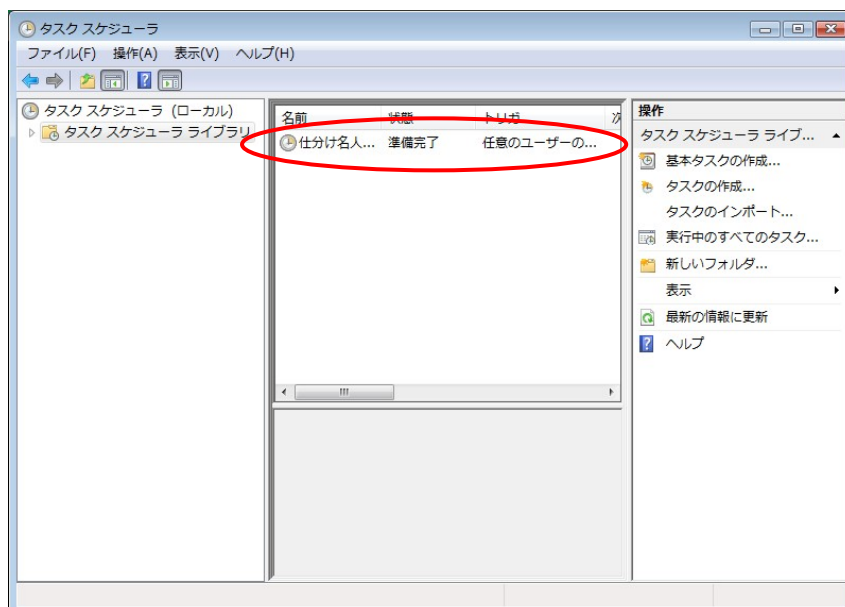 タスク スケジューラ
ファイル(F) 操作(A) 表示(V) ヘルプ(H)
タスク スケジューラ (ローカル)
タスク スケジューラ ライブラリ
名前 状態 トリガ 次
仕分け名人... 準備完了 任意のユーザーの...
操作
タスク スケジューラ ライブ...
基本タスクの作成...
タスクの作成...
タスクのインポート...
実行中のすべてのタスク...
新しいフォルダ...
表示
最新の情報に更新
ヘルプ